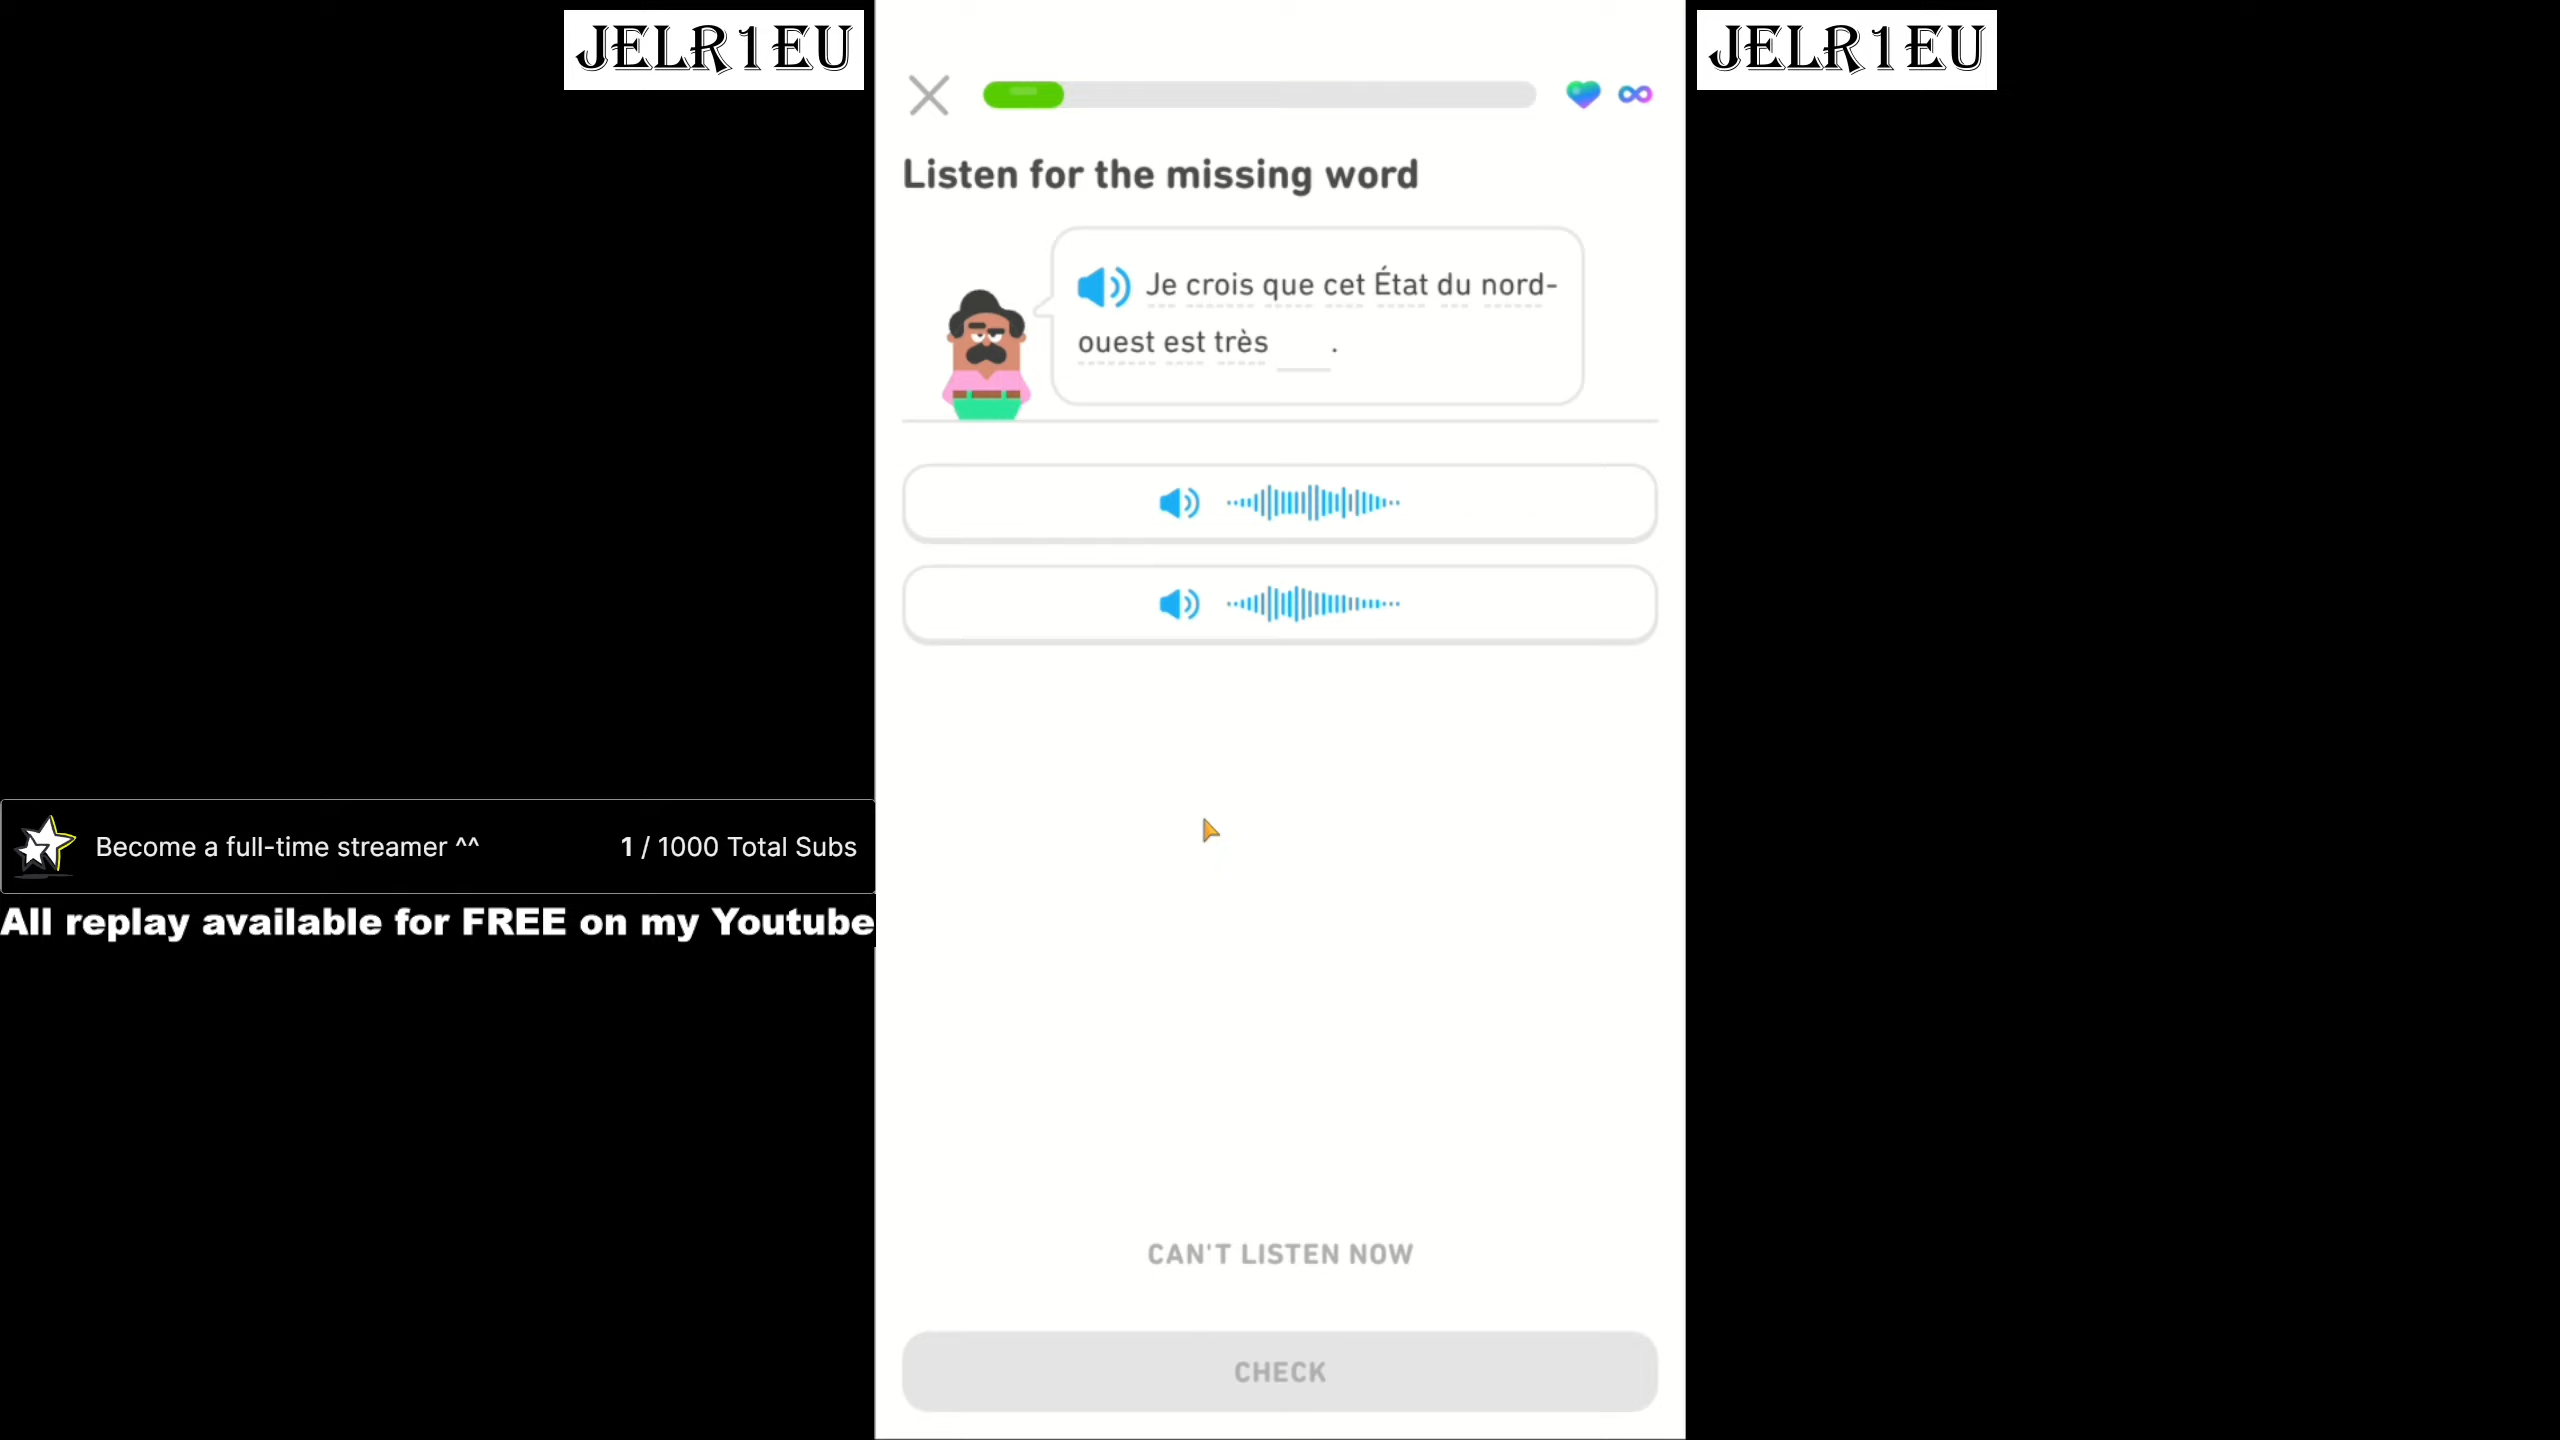 JELR1EU
JELR1EU
Listen for the missing word
Je crois que cet État du nord-
ouest est très ____.
Become a full-time streamer ^^ 1 / 1000 Total Subs
All replay available for FREE on my Youtube
CAN'T LISTEN NOW
CHECK